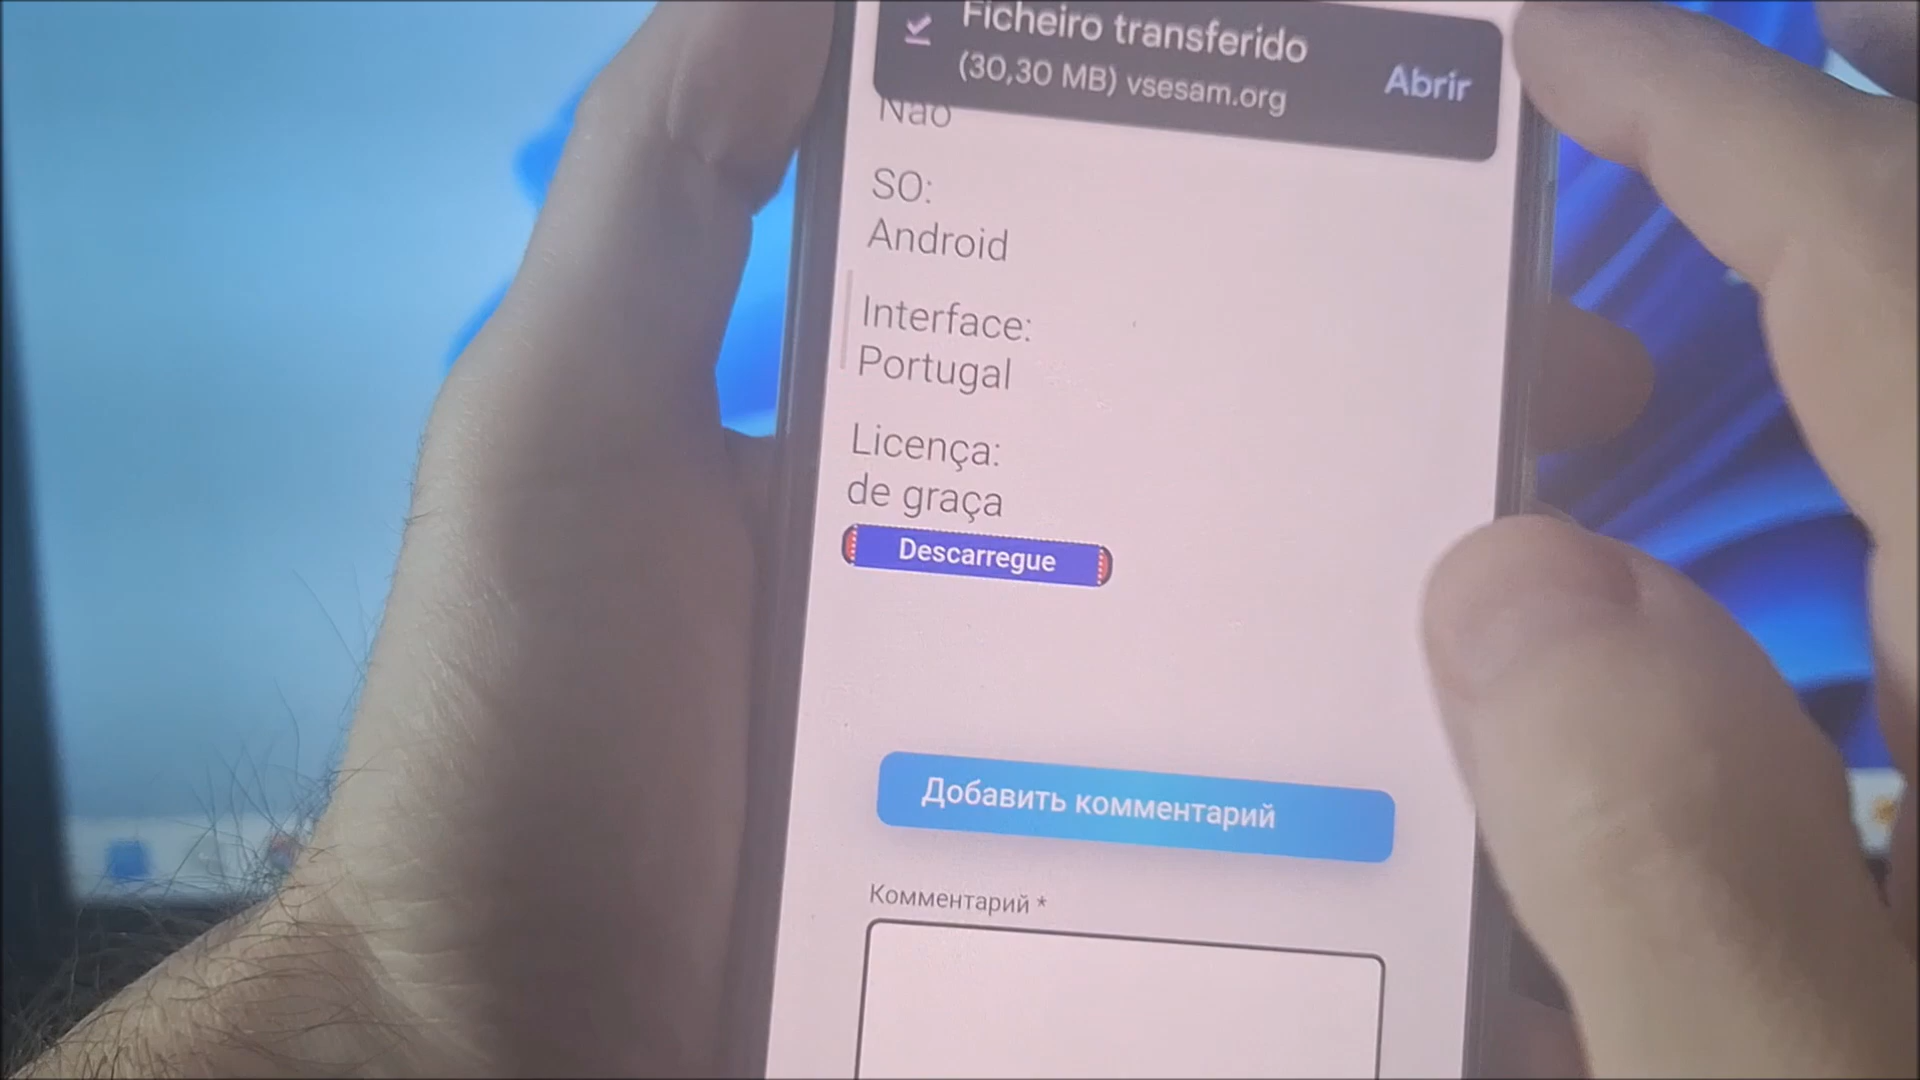 Ficheiro transferido
(30,30 MB) vsesam.org
Abrir
Não
SO:
Android
Interface:
Portugal
Licença:
de graça
Descarregue
Добавить комментарий
Комментарий *